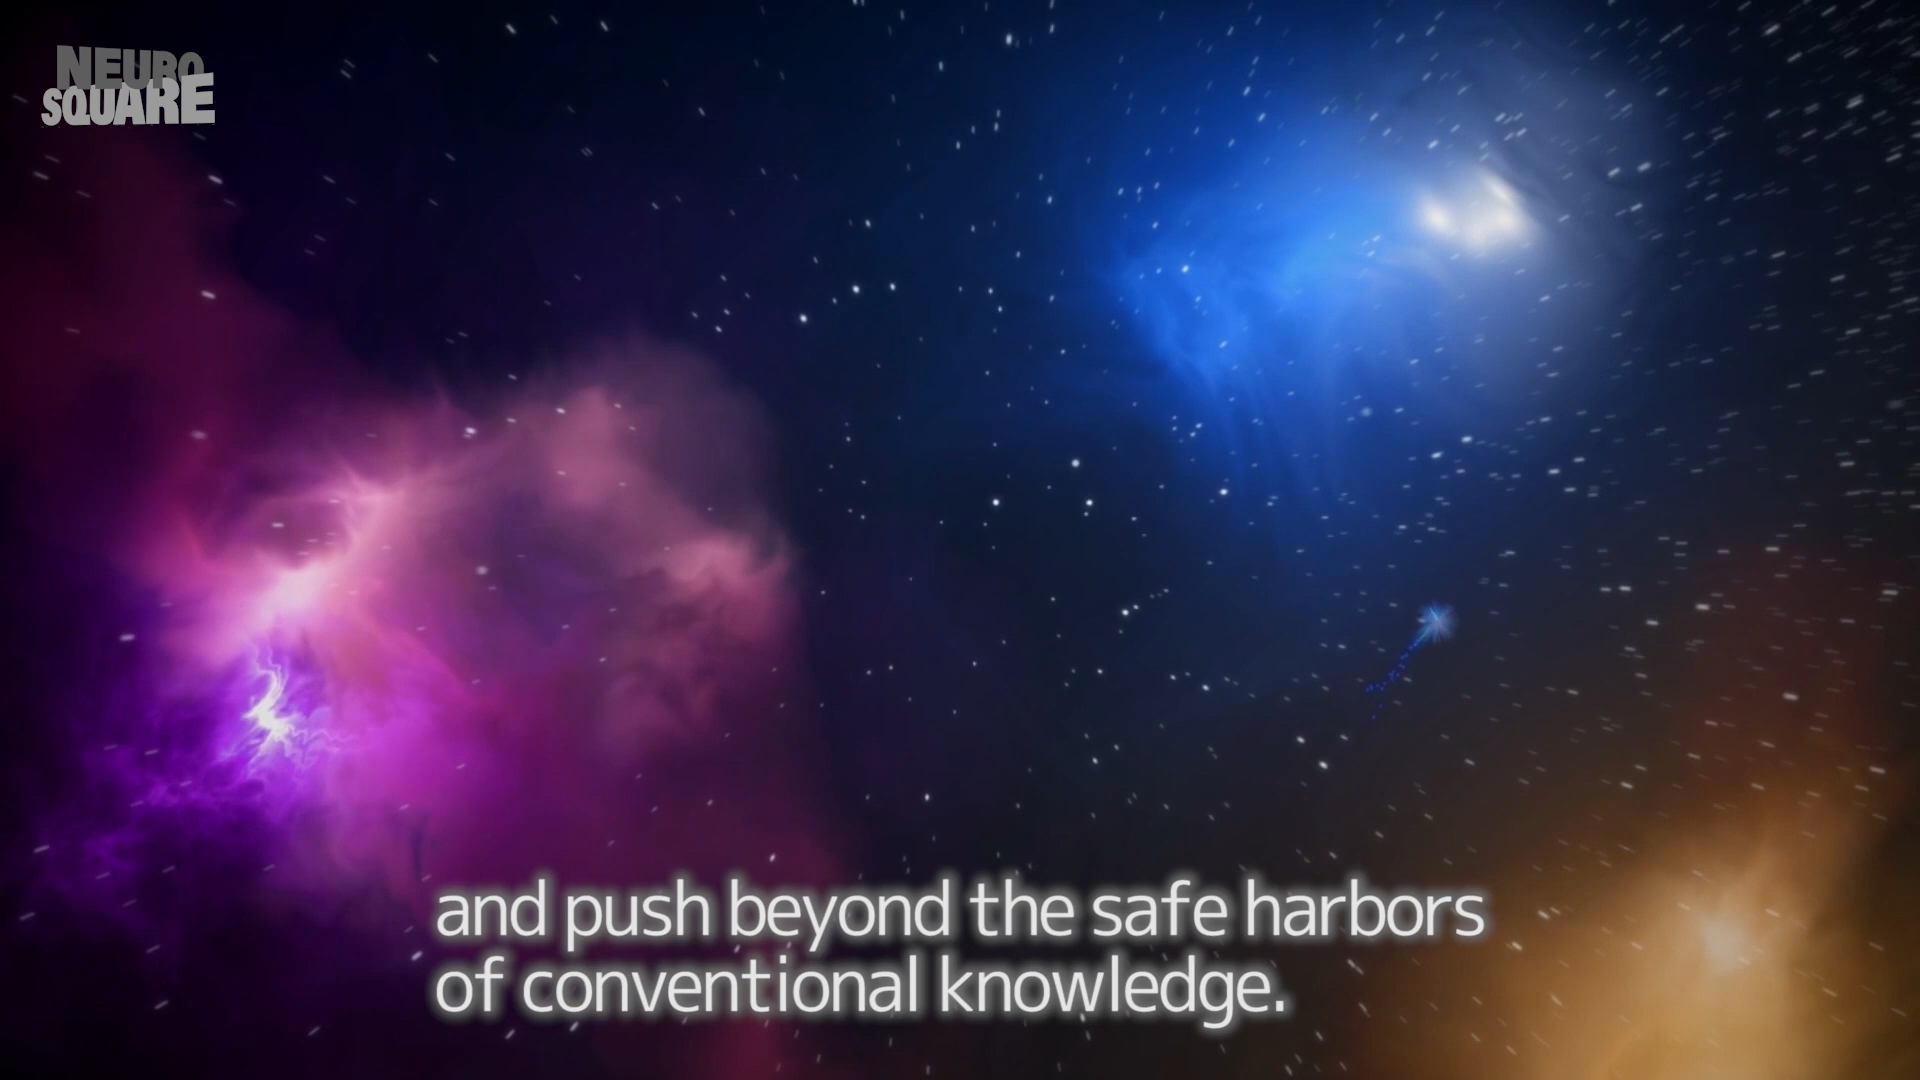 NEURO
SQUARE
and push beyond the safe harbors
of conventional knowledge.